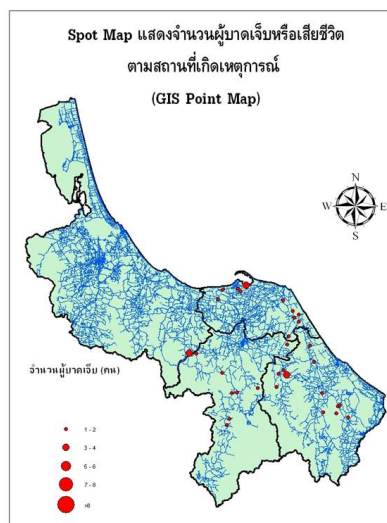 Spot Map แสดงจำนวนผู้บาดเจ็บหรือเสียชีวิต
ตามสถานที่เกิดเหตุการณ์
(GIS Point Map)
N
W E
S
จำนวนผู้บาดเจ็บ (คน)
1 - 2
3 - 4
5 - 6
7 - 8
>8